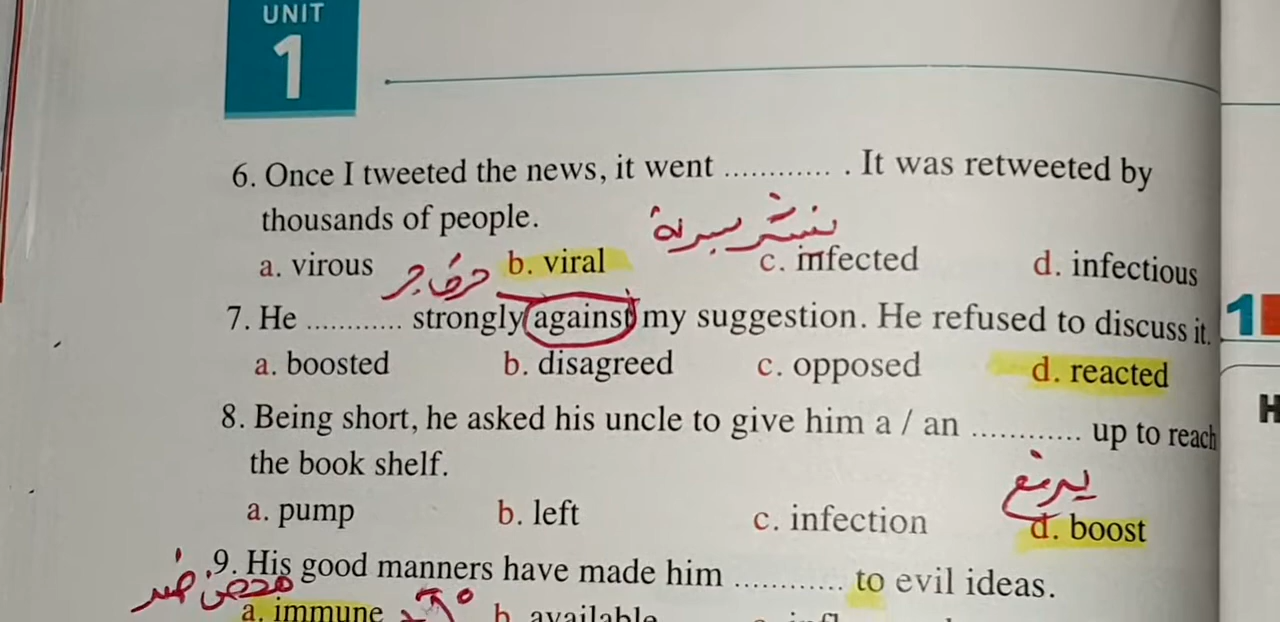 UNIT
1
6. Once I tweeted the news, it went ............ . It was retweeted by
thousands of people.
a. virous b. viral c. infected d. infectious
7. He ............ strongly against my suggestion. He refused to discuss it.
a. boosted b. disagreed c. opposed d. reacted
8. Being short, he asked his uncle to give him a / an ............ up to reach
the book shelf.
يرفع
a. pump b. left c. infection d. boost
9. His good manners have made him ............ to evil ideas.
a. immune b. available
1
H